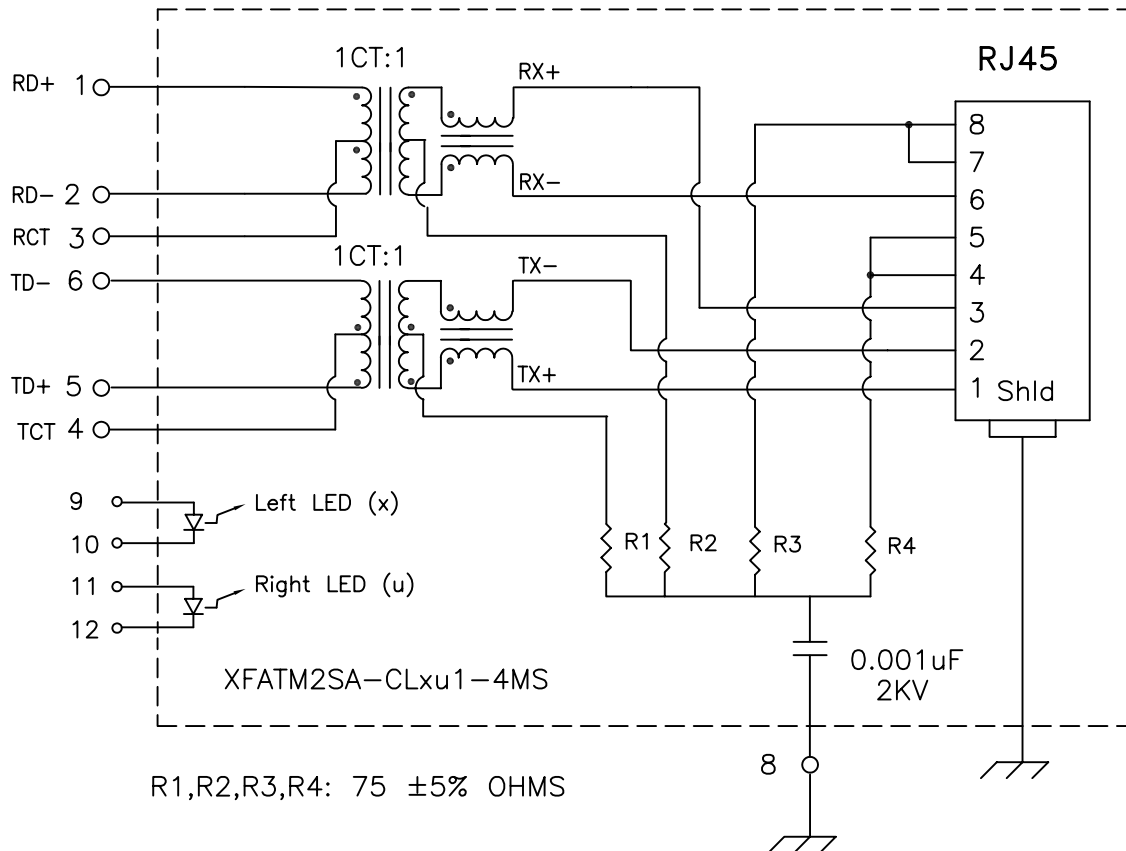 RJ45
1CT:1
RX+
RD+ 1
8
7
RX-
6
RD- 2
RCT 3
5
1CT:1
TX-
TD- 6
4
3
2
TX+
TD+ 5
1 Shld
TCT 4
9
Left LED (x)
10
R1 R2 R3 R4
11
Right LED (u)
12
0.001uF
2KV
XFATM2SA-CLxu1-4MS
8
R1,R2,R3,R4: 75 ±5% OHMS